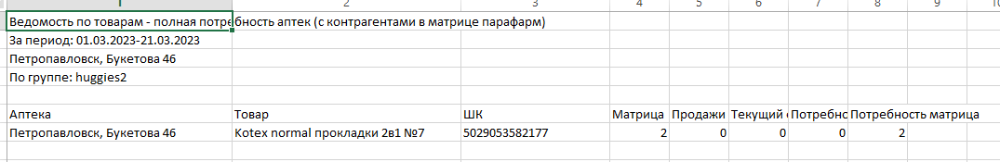 1 2 3 4 5 6 7 8 9 10
Ведомость по товарам - полная потребность аптек (с контрагентами в матрице парафарм)
За период: 01.03.2023-21.03.2023
Петропавловск, Букетова 46
По группе: huggies2
Аптека Товар ШК Матрица Продажи Текущий Потребно Потребность матрица
Петропавловск, Букетова 46 Kotex normal прокладки 2в1 №7 5029053582177 2 0 0 0 2